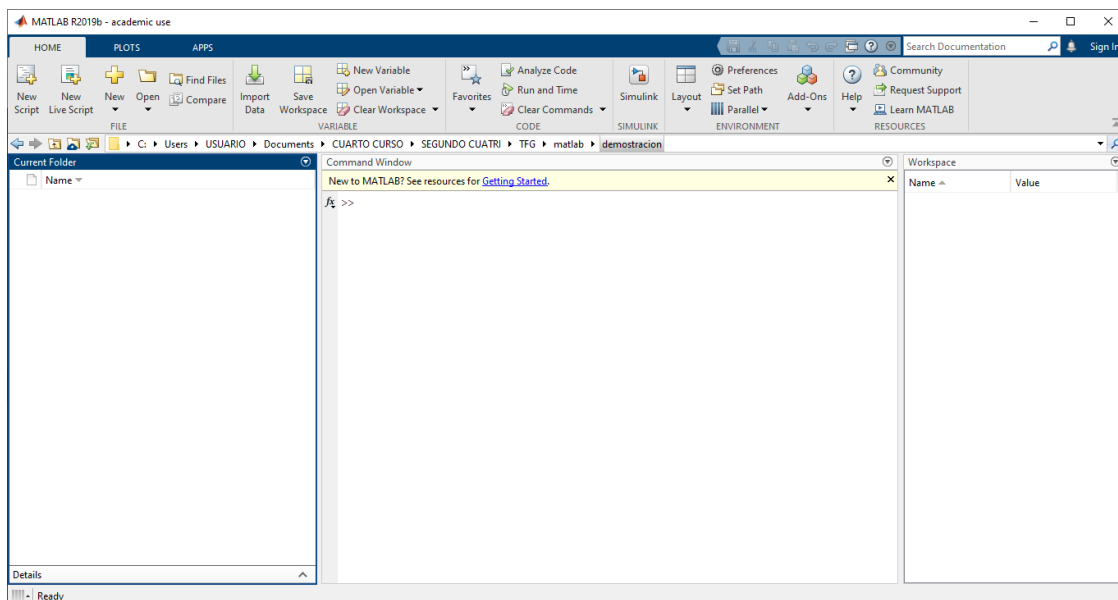 MATLAB R2019b - academic use
HOME PLOTS APPS
Search Documentation
Sign In
New Script
New Live Script
New
Open
Find Files
Compare
FILE
Import Data
Save Workspace
New Variable
Open Variable
Clear Workspace
VARIABLE
Favorites
Analyze Code
Run and Time
Clear Commands
CODE
Simulink
SIMULINK
Layout
Preferences
Set Path
Parallel
Add-Ons
ENVIRONMENT
Help
Community
Request Support
Learn MATLAB
RESOURCES
C: Users USUARIO Documents CUARTO CURSO SEGUNDO CUATRI TFG matlab demostracion
Current Folder
Name
Command Window
New to MATLAB? See resources for Getting Started.
fx >>
Workspace
Name Value
Details
Ready